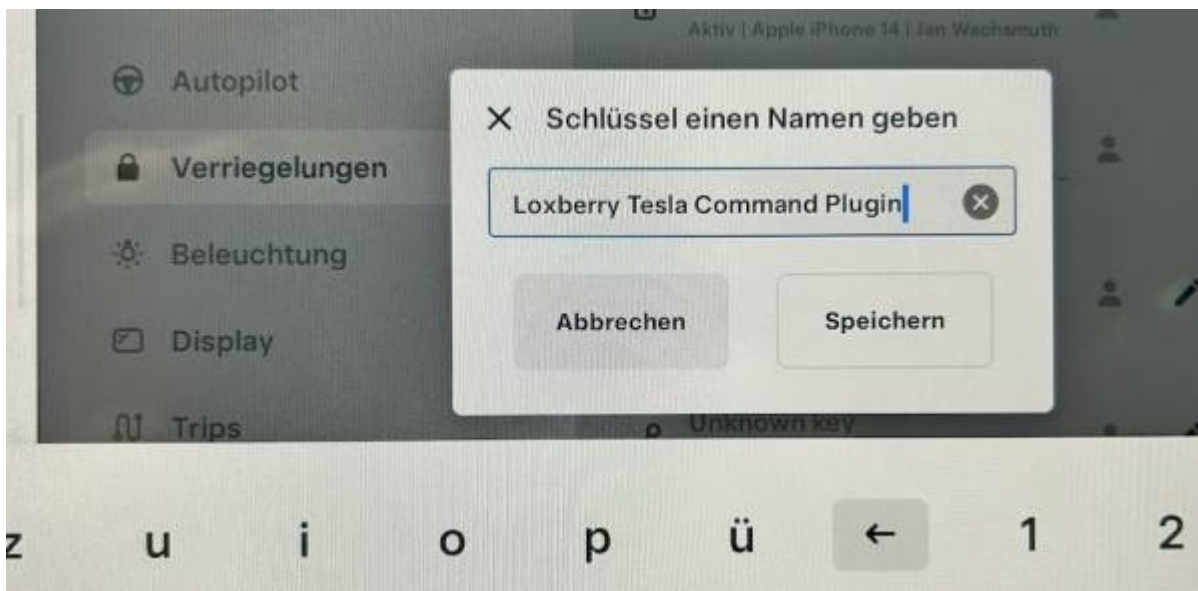 Aktiv | Apple iPhone 14 | Jan Wachsmuth
Autopilot
Schlüssel einen Namen geben
Verriegelungen
Loxberry Tesla Command Plugin
Beleuchtung
Abbrechen
Speichern
Display
Trips
Unknown key
z u i o p ü ← 1 2